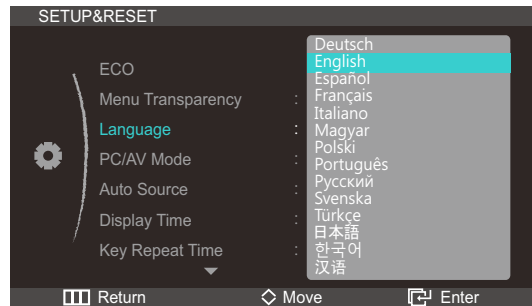 SETUP&RESET
ECO
Menu Transparency :
Language :
PC/AV Mode :
Auto Source :
Display Time :
Key Repeat Time :
Deutsch
English
Español
Français
Italiano
Magyar
Polski
Português
Русский
Svenska
Türkçe
日本語
한국어
汉语
Return
Move
Enter